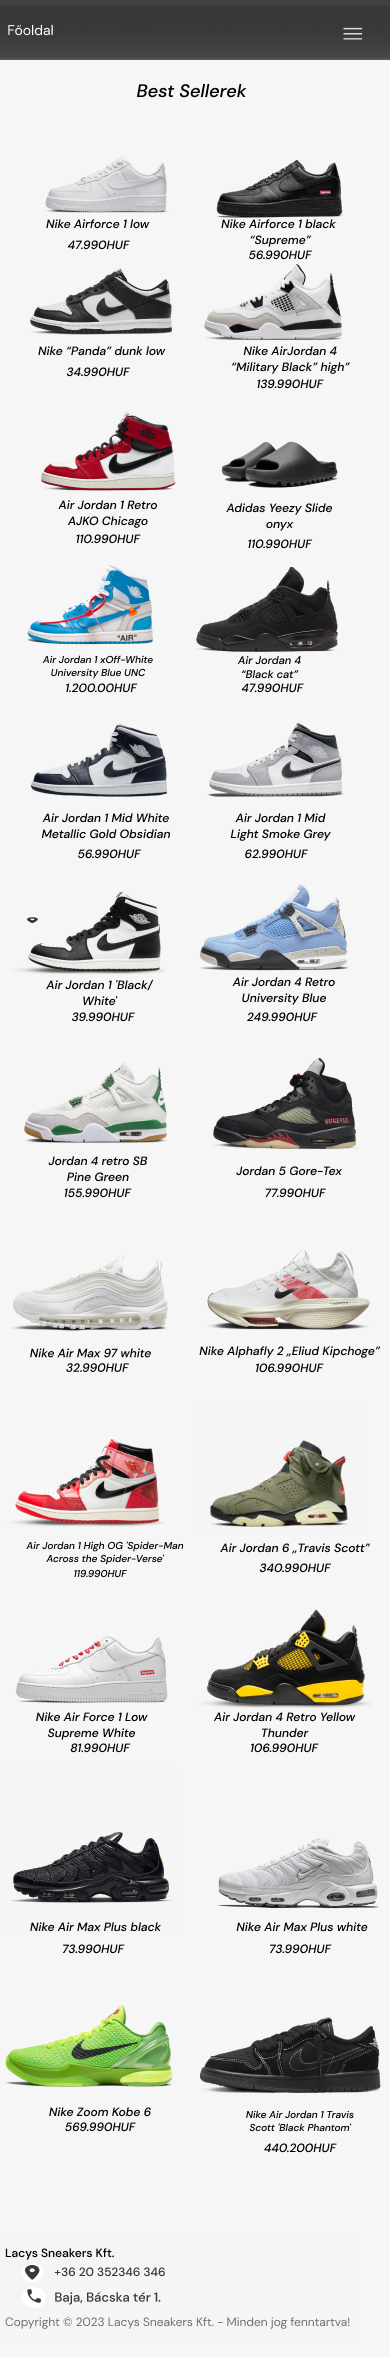 Főoldal
Best Sellerek
Nike Airforce 1 low
47.990HUF
Nike Airforce 1 black
“Supreme”
56.990HUF
Nike “Panda” dunk low
34.990HUF
Nike AirJordan 4
“Military Black” high”
139.990HUF
Air Jordan 1 Retro
AJKO Chicago
110.990HUF
Adidas Yeezy Slide
onyx
110.990HUF
"AIR"
Air Jordan 1 xOff-White
University Blue UNC
1.200.00HUF
Air Jordan 4
“Black cat”
47.990HUF
Air Jordan 1 Mid White
Metallic Gold Obsidian
56.990HUF
Air Jordan 1 Mid
Light Smoke Grey
62.990HUF
Air Jordan 1 'Black/
White'
39.990HUF
Air Jordan 4 Retro
University Blue
249.990HUF
Jordan 4 retro SB
Pine Green
155.990HUF
GORE-TEX
Jordan 5 Gore-Tex
77.990HUF
Nike Air Max 97 white
32.990HUF
Nike Alphafly 2 „Eliud Kipchoge”
106.990HUF
Air Jordan 1 High OG 'Spider-Man
Across the Spider-Verse'
119.990HUF
Air Jordan 6 „Travis Scott”
340.990HUF
Nike Air Force 1 Low
Supreme White
81.990HUF
Air Jordan 4 Retro Yellow
Thunder
106.990HUF
Nike Air Max Plus black
73.990HUF
Nike Air Max Plus white
73.990HUF
Nike Zoom Kobe 6
569.990HUF
Nike Air Jordan 1 Travis
Scott 'Black Phantom'
440.200HUF
Lacys Sneakers Kft.
+36 20 352346 346
Baja, Bácska tér 1.
Copyright © 2023 Lacys Sneakers Kft. - Minden jog fenntartva!